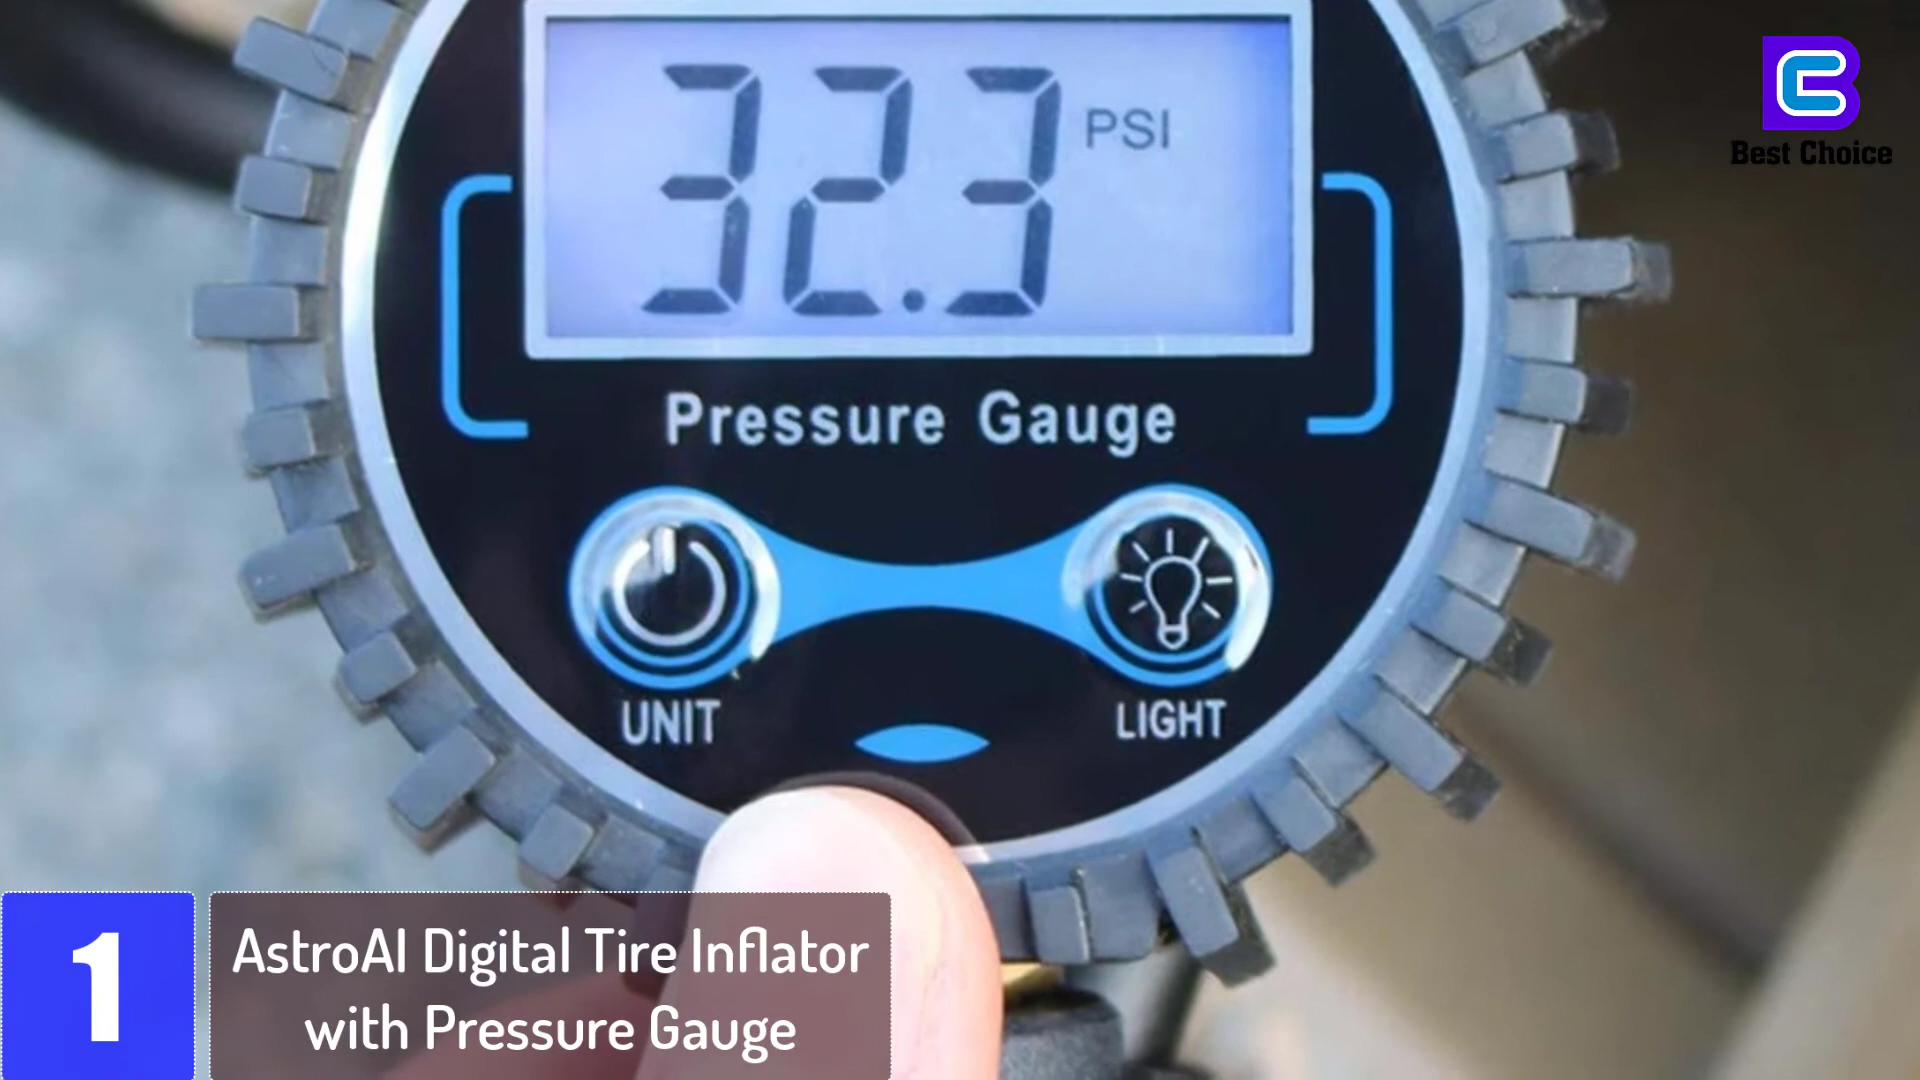 32.3 PSI
Best Choice
Pressure Gauge
UNIT
LIGHT
1
AstroAI Digital Tire Inflator
with Pressure Gauge